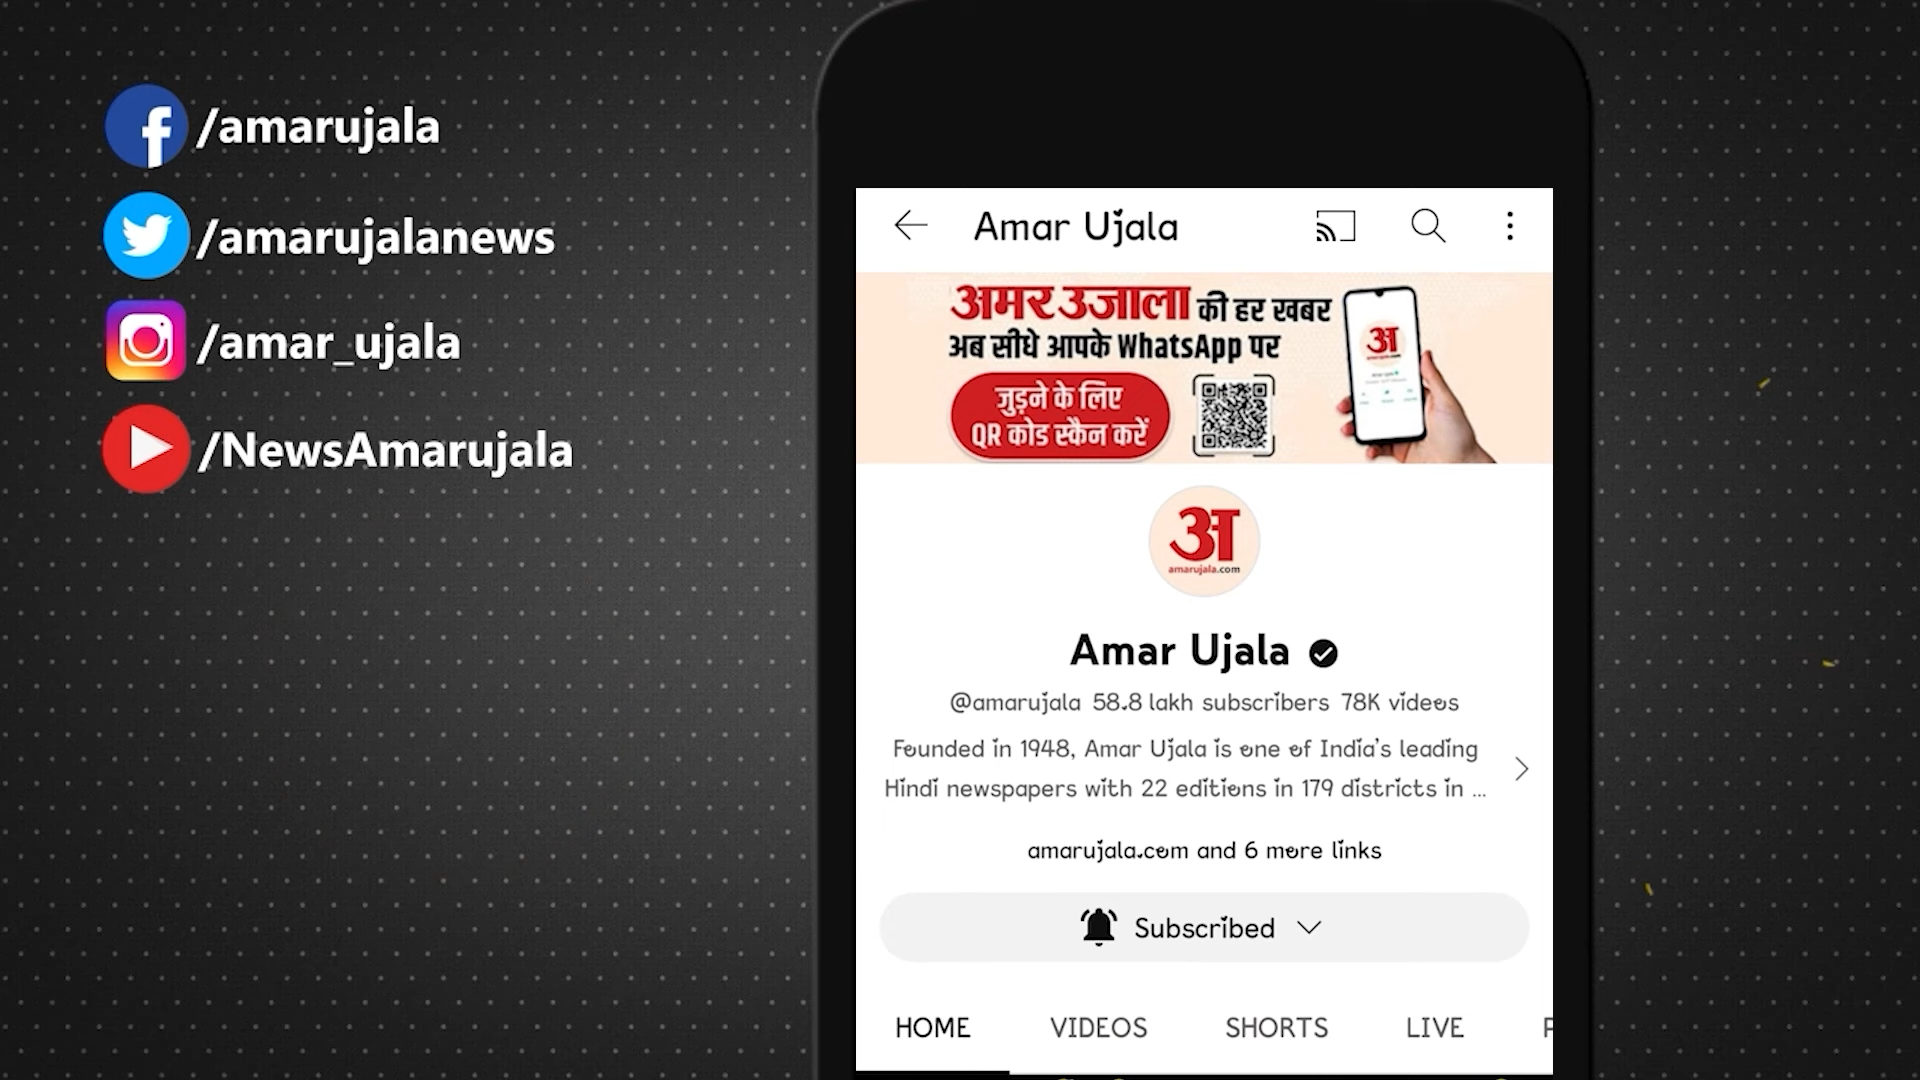 /amarujala
/amarujalanews
/amar_ujala
/NewsAmarujala
Amar Ujala
अमर उजाला की हर खबर
अब सीधे आपके WhatsApp पर
जुड़ने के लिए
QR कोड स्कैन करें
अ
अ
amarujala.com
Amar Ujala
@amarujala 58.8 lakh subscribers 78K videos
Founded in 1948, Amar Ujala is one of India's leading
Hindi newspapers with 22 editions in 179 districts in ...
amarujala.com and 6 more links
Subscribed
HOME VIDEOS SHORTS LIVE